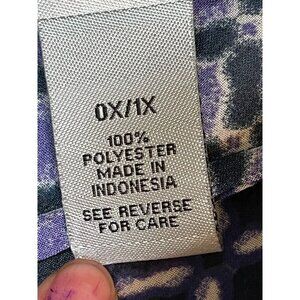 0X/1X
100%
POLYESTER
MADE IN
INDONESIA
SEE REVERSE
FOR CARE